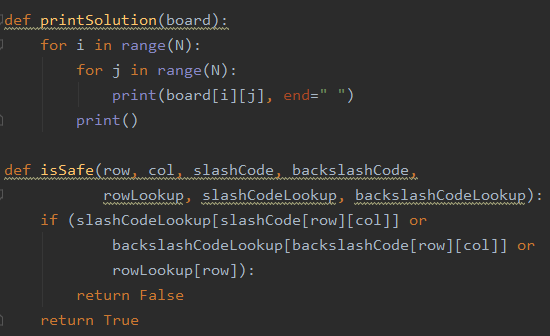 def printSolution(board):
    for i in range(N):
        for j in range(N):
            print(board[i][j], end=" ")
        print()
def isSafe(row, col, slashCode, backslashCode,
           rowLookup, slashCodeLookup, backslashCodeLookup):
    if (slashCodeLookup[slashCode[row][col]] or
            backslashCodeLookup[backslashCode[row][col]] or
            rowLookup[row]):
        return False
    return True